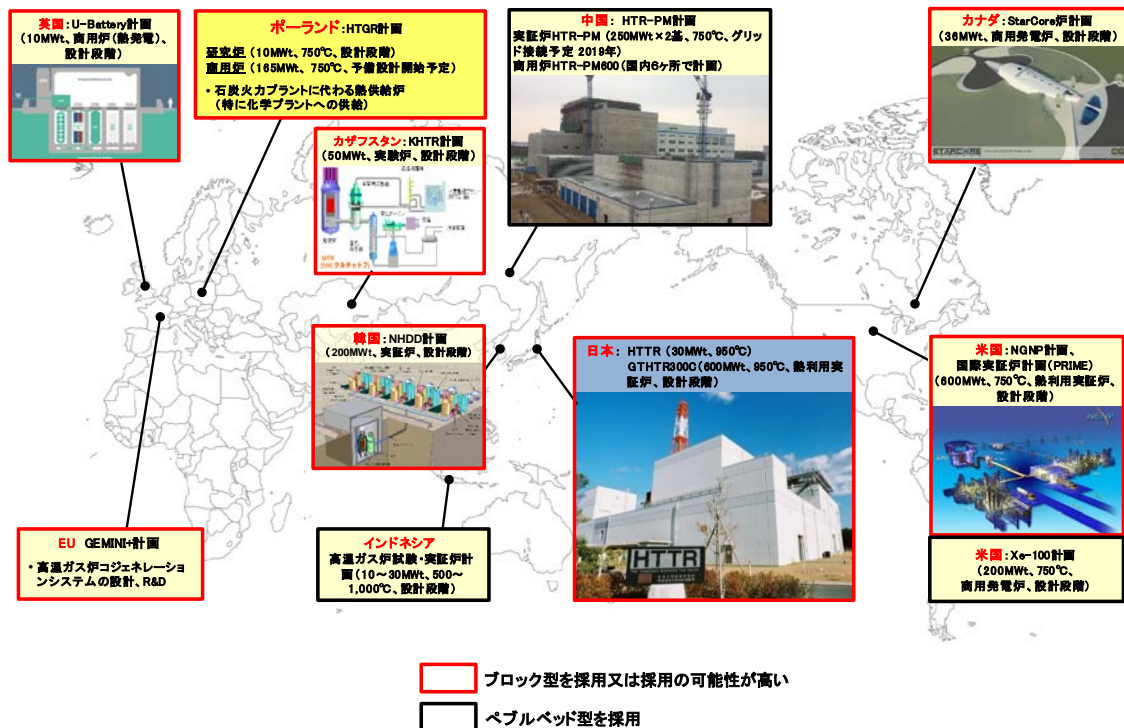 英国:U-Battery計画
(10MWt、商用炉(熱発電)、
設計段階)
ポーランド:HTGR計画
研究炉 (10MWt、750℃、設計段階)
商用炉 (165MWt、750℃、予備設計開始予定)
・石炭火力プラントに代わる熱供給炉
(特に化学プラントへの供給)
中国: HTR-PM計画
実証炉HTR-PM (250MWt×2基、750℃、グリッ
ド接続予定 2019年)
商用炉HTR-PM600(国内6ヶ所で計画)
カナダ:StarCore炉計画
(36MWt、商用発電炉、設計段階)
STARCORE
カザフスタン:KHTR計画
(50MWt、実験炉、設計段階)
韓国:NHDD計画
(200MWt、実証炉、設計段階)
日本: HTTR (30MWt、950℃)
GTHTR300C(600MWt、950℃、熱利用実
証炉、設計段階)
HTTR
米国:NGNP計画、
国際実証炉計画(PRIME)
(600MWt、750℃、熱利用実証炉、
設計段階)
NGNP
EU GEMINI+計画
・高温ガス炉コジェネレーショ
ンシステムの設計、R&D
インドネシア
高温ガス炉試験・実証炉計
画(10~30MWt、500~
1,000℃、設計段階)
米国:Xe-100計画
(200MWt、750℃、
商用発電炉、設計段階)
ブロック型を採用又は採用の可能性が高い
ペブルベッド型を採用